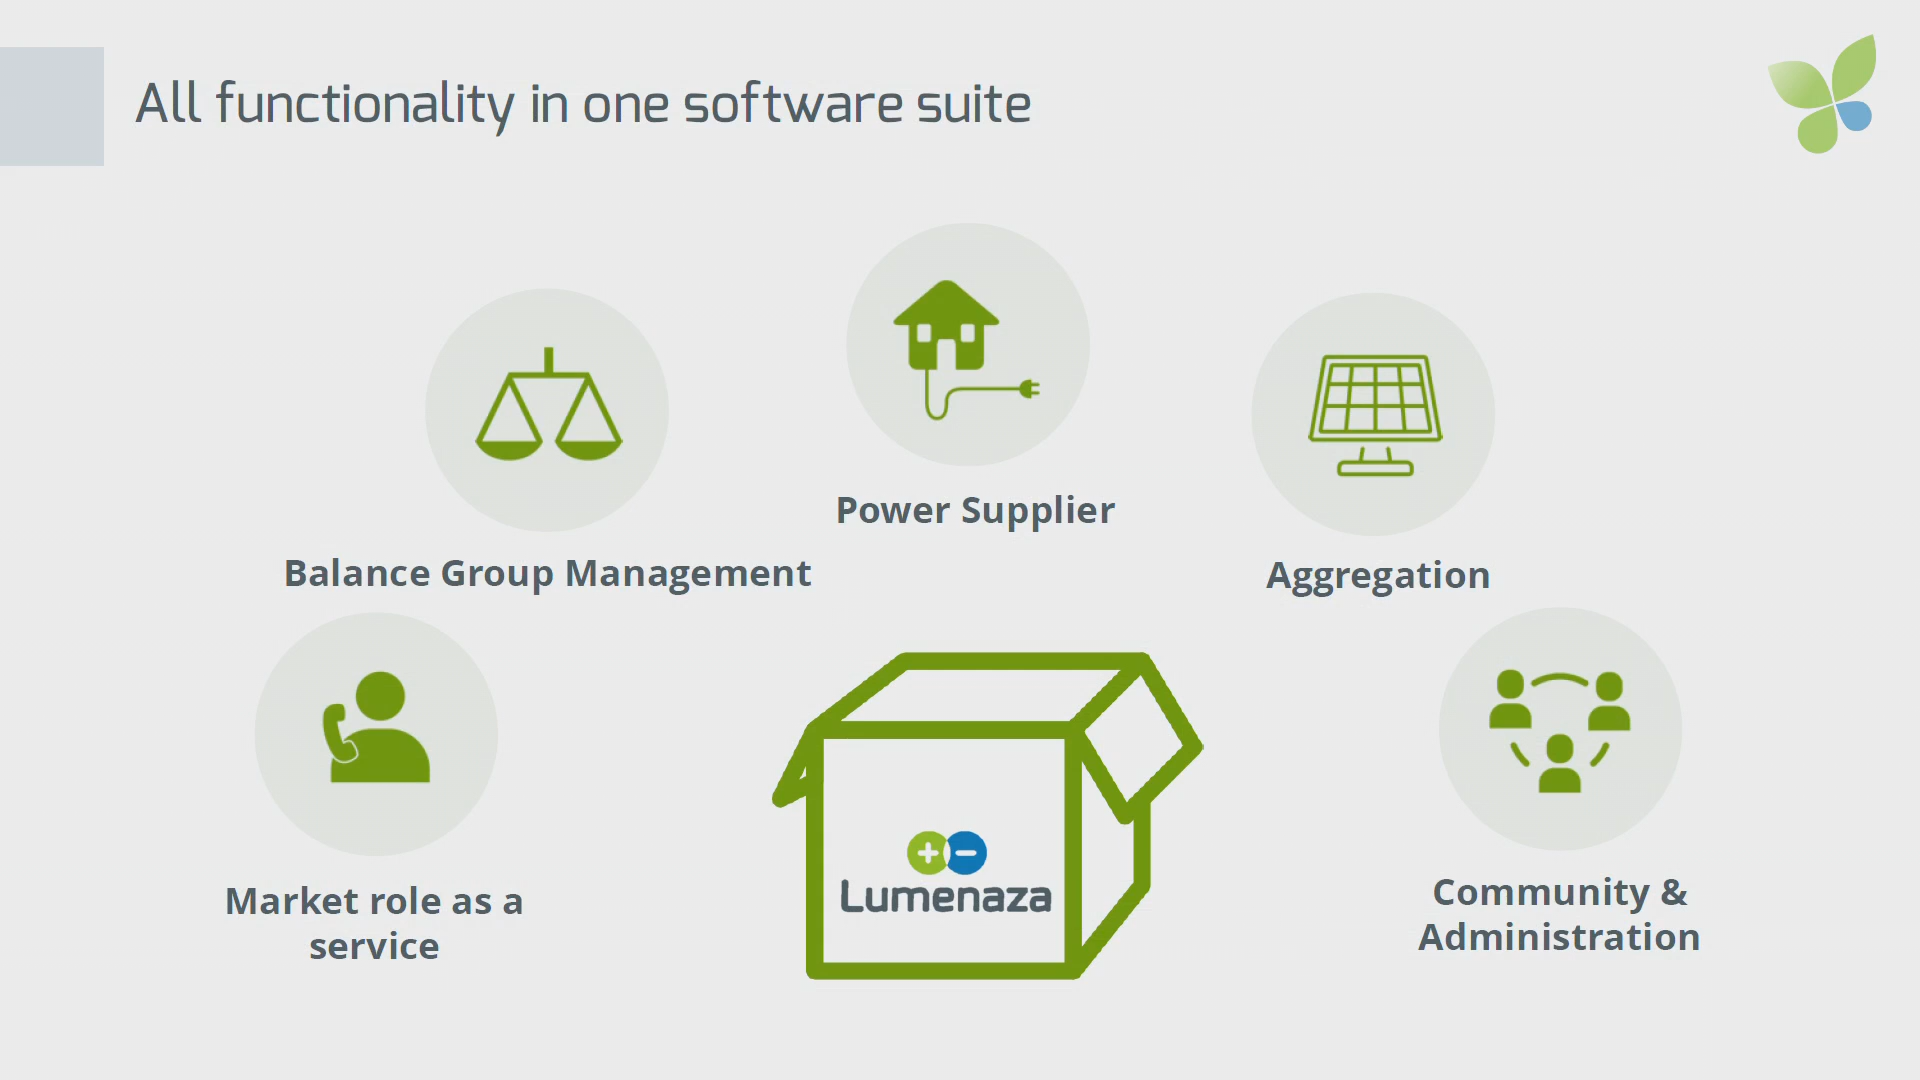 All functionality in one software suite
Power Supplier
Balance Group Management
Aggregation
Market role as a
service
Lumenaza
Community &
Administration